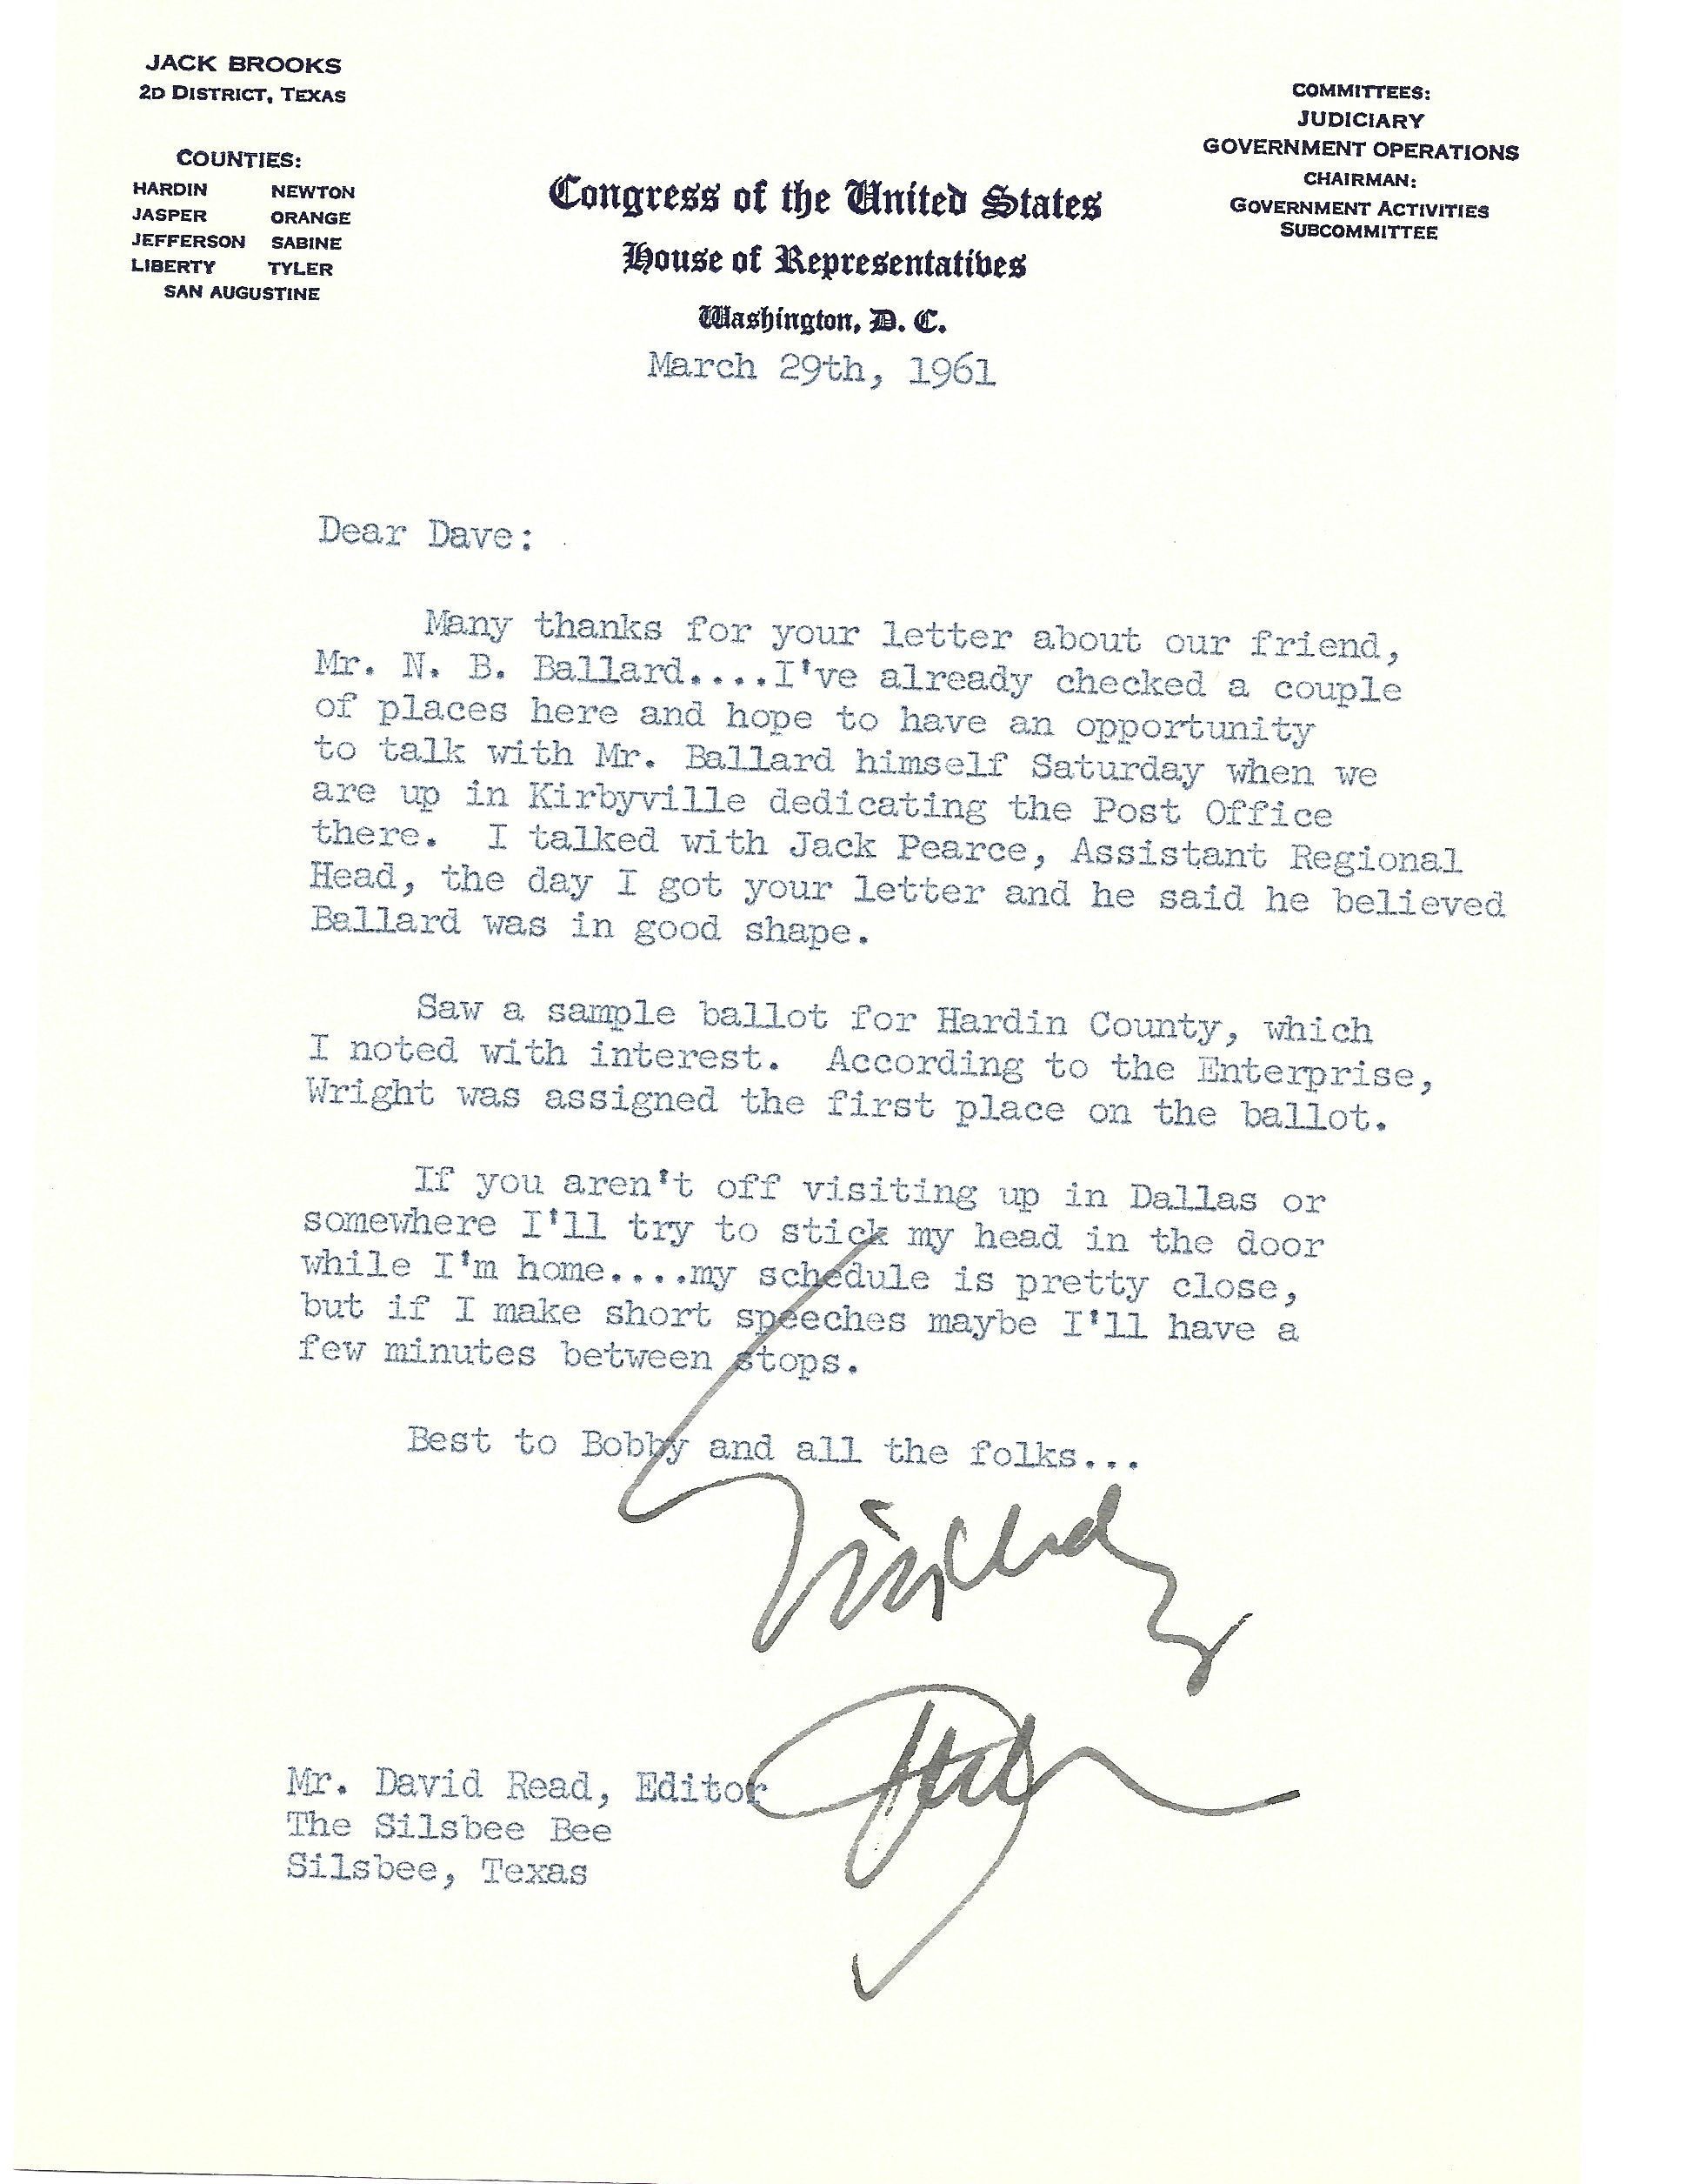 JACK BROOKS
2D DISTRICT, TEXAS
COUNTIES:
HARDIN NEWTON
JASPER ORANGE
JEFFERSON SABINE
LIBERTY TYLER
SAN AUGUSTINE
COMMITTEES:
JUDICIARY
GOVERNMENT OPERATIONS
CHAIRMAN:
GOVERNMENT ACTIVITIES
SUBCOMMITTEE
Congress of the United States
House of Representatives
Washington, D. C.
March 29th, 1961
Dear Dave:
Many thanks for your letter about our friend,
Mr. N. B. Ballard....I've already checked a couple
of places here and hope to have an opportunity
to talk with Mr. Ballard himself Saturday when we
are up in Kirbyville dedicating the Post Office
there. I talked with Jack Pearce, Assistant Regional
Head, the day I got your letter and he said he believed
Ballard was in good shape.
Saw a sample ballot for Hardin County, which
I noted with interest. According to the Enterprise,
Wright was assigned the first place on the ballot.
If you aren't off visiting up in Dallas or
somewhere I'll try to stick my head in the door
while I'm home....my schedule is pretty close,
but if I make short speeches maybe I'll have a
few minutes between stops.
Best to Bobby and all the folks...
Sincerely
Jack
Mr. David Read, Editor
The Silsbee Bee
Silsbee, Texas